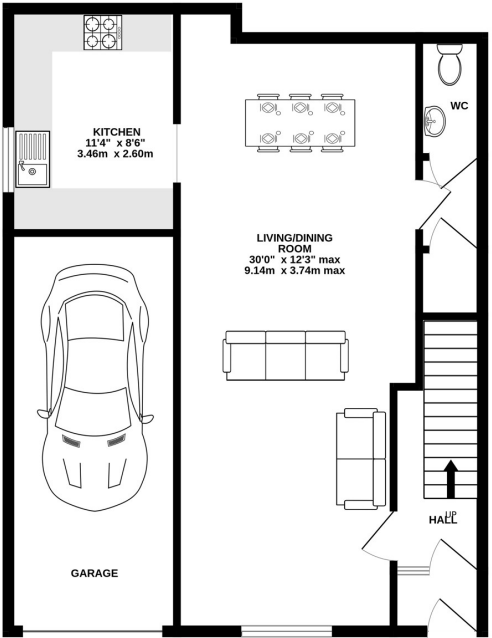 KITCHEN
11'4" x 8'6"
3.46m x 2.60m
WC
LIVING/DINING
ROOM
30'0" x 12'3" max
9.14m x 3.74m max
UP
HALL
GARAGE